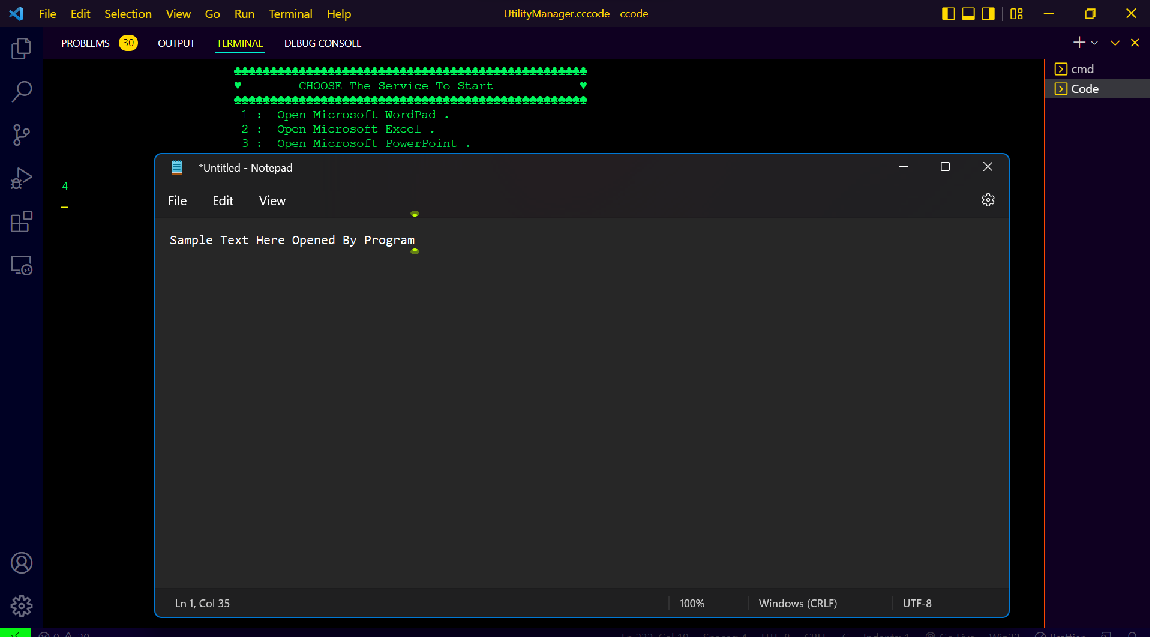 File Edit Selection View Go Run Terminal Help UtilityManager.cccode - ccode
PROBLEMS 30 OUTPUT TERMINAL DEBUG CONSOLE
cmd
Code
♠♠♠♠♠♠♠♠♠♠♠♠♠♠♠♠♠♠♠♠♠♠♠♠♠♠♠♠♠♠♠♠♠♠♠♠♠♠♠♠♠♠♠♠♠♠♠♠♠
♥ CHOOSE The Service To Start ♥
♠♠♠♠♠♠♠♠♠♠♠♠♠♠♠♠♠♠♠♠♠♠♠♠♠♠♠♠♠♠♠♠♠♠♠♠♠♠♠♠♠♠♠♠♠♠♠♠♠
1 : Open Microsoft WordPad .
2 : Open Microsoft Excel .
3 : Open Microsoft PowerPoint .
4
*Untitled - Notepad
File Edit View
Sample Text Here Opened By Program
Ln 1, Col 35 100% Windows (CRLF) UTF-8